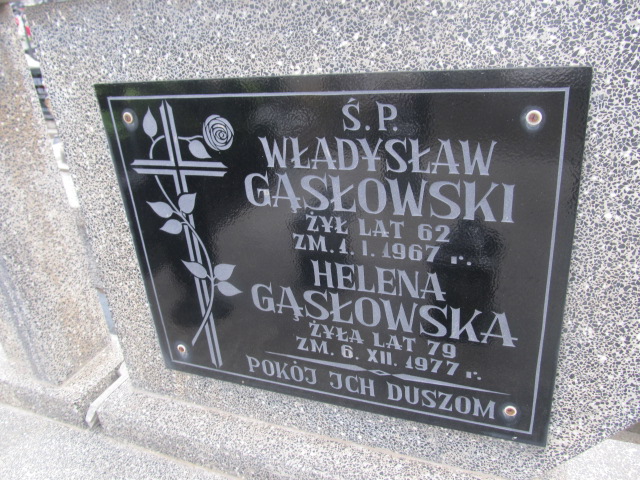 Ś. P.
WŁADYSŁAW
GĄSŁOWSKI
ŻYŁ LAT 62
ZM. 1. I. 1967 r.
HELENA
GĄSŁOWSKA
ŻYŁA LAT 79
ZM. 6. XII. 1977 r.
POKÓJ ICH DUSZOM